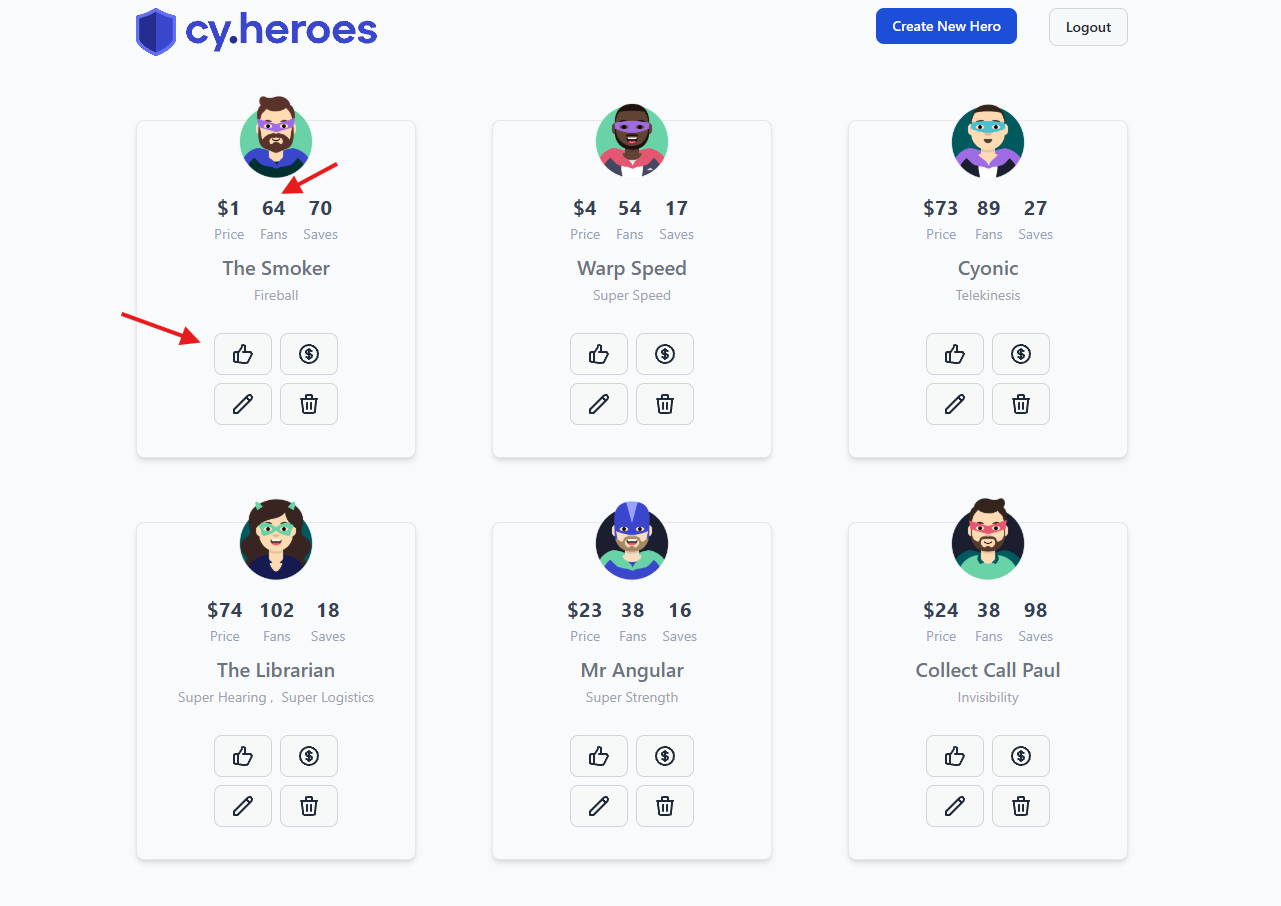 cy.heroes
Create New Hero
Logout
$1 64 70
Price Fans Saves
The Smoker
Fireball
$4 54 17
Price Fans Saves
Warp Speed
Super Speed
$73 89 27
Price Fans Saves
Cyonic
Telekinesis
$74 102 18
Price Fans Saves
The Librarian
Super Hearing , Super Logistics
$23 38 16
Price Fans Saves
Mr Angular
Super Strength
$24 38 98
Price Fans Saves
Collect Call Paul
Invisibility